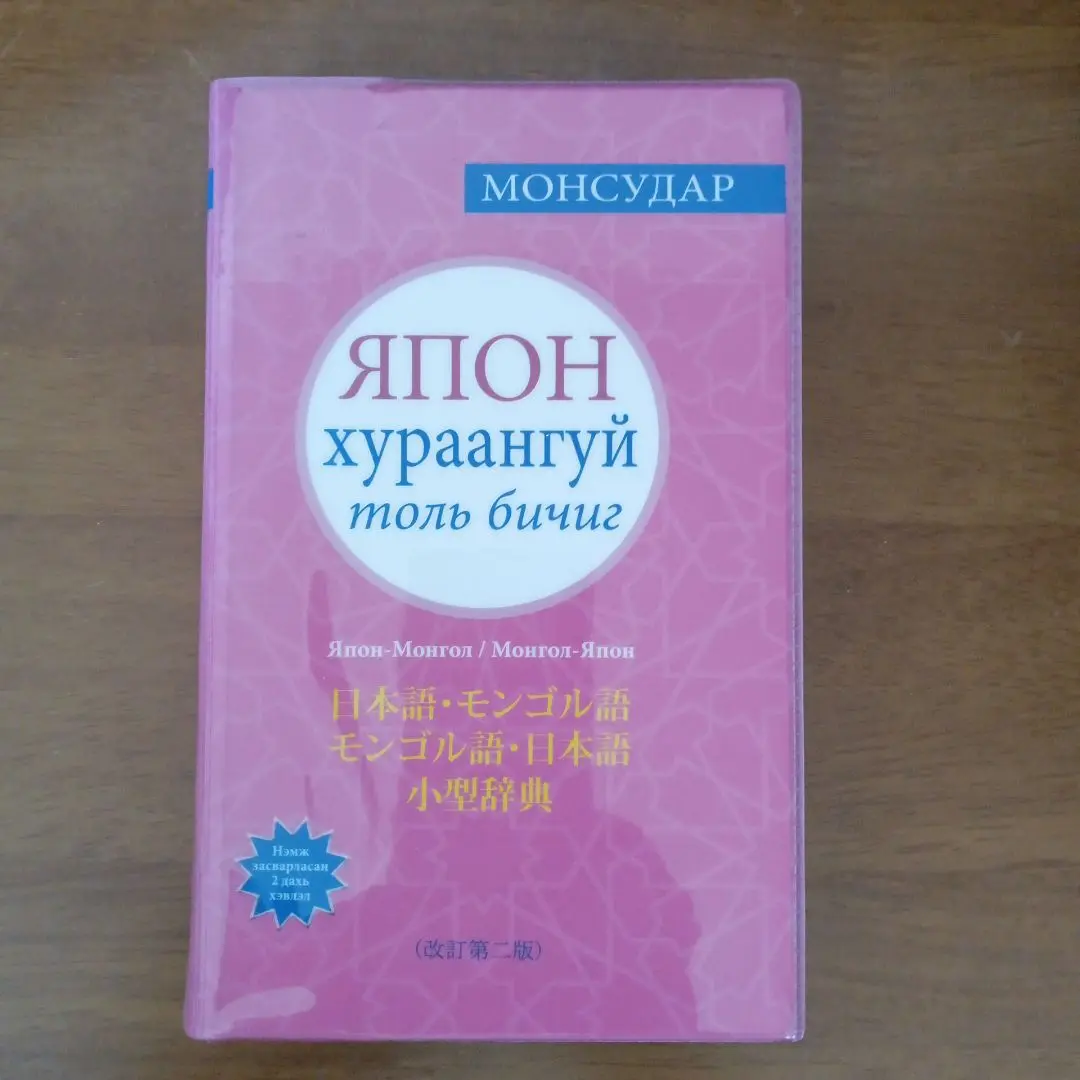 МОНСУДАР
ЯПОН
хураангуй
толь бичиг
Япон-Монгол / Монгол-Япон
日本語・モンゴル語
モンゴル語・日本語
小型辞典
Нэмж
засварласан
2 дахь
хэвлэл
(改訂第二版)